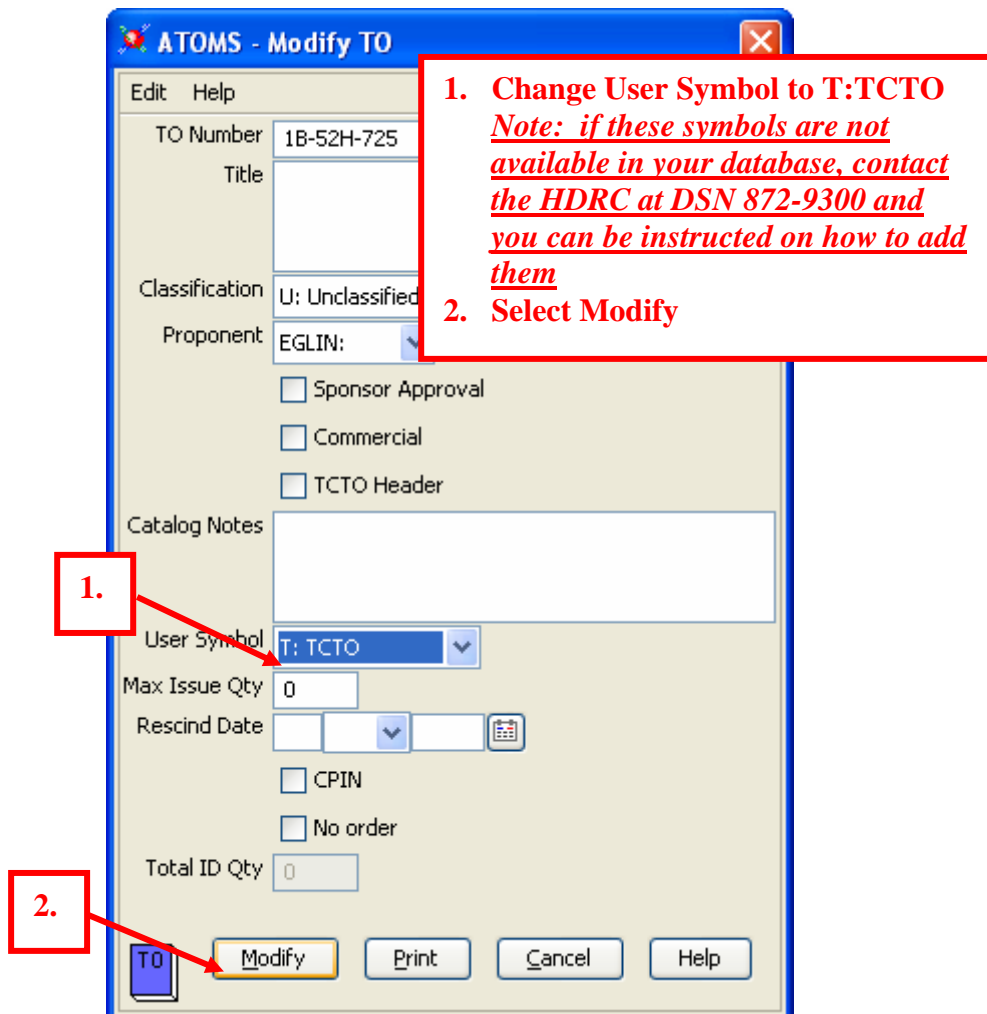 ATOMS - Modify TO
Edit Help
1. Change User Symbol to T:TCTO
Note: if these symbols are not
available in your database, contact
the HDRC at DSN 872-9300 and
you can be instructed on how to add
them
2. Select Modify
TO Number 1B-52H-725
Title
Classification U: Unclassified
Proponent EGLIN:
Sponsor Approval
Commercial
TCTO Header
Catalog Notes
1.
User Symbol T: TCTO
Max Issue Qty 0
Rescind Date
CPIN
No order
Total ID Qty 0
2.
TO Modify Print Cancel Help